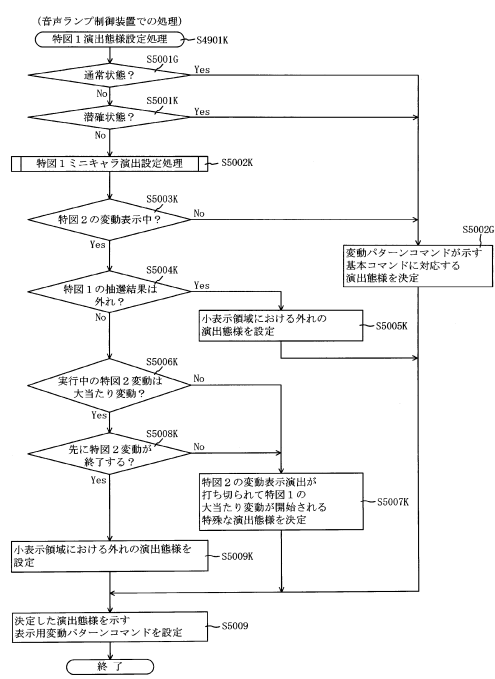 （音声ランプ制御装置での処理）
特図１演出態様設定処理
S4901K
S5001G
通常状態？
Yes
No
S5001K
潜確状態？
Yes
No
特図１ミニキャラ演出設定処理
S5002K
S5003K
特図２の変動表示中？
No
Yes
S5002G
変動パターンコマンドが示す
基本コマンドに対応する
演出態様を決定
S5004K
特図１の抽選結果は
外れ？
Yes
No
小表示領域における外れの
演出態様を設定
S5005K
S5006K
実行中の特図２変動は
大当たり変動？
No
Yes
S5008K
先に特図２変動が
終了する？
No
Yes
特図２の変動表示演出が
打ち切られて特図１の
大当たり変動が開始される
特殊な演出態様を決定
S5007K
小表示領域における外れの演出態様を
設定
S5009K
決定した演出態様を示す
表示用変動パターンコマンドを設定
S5009
終了